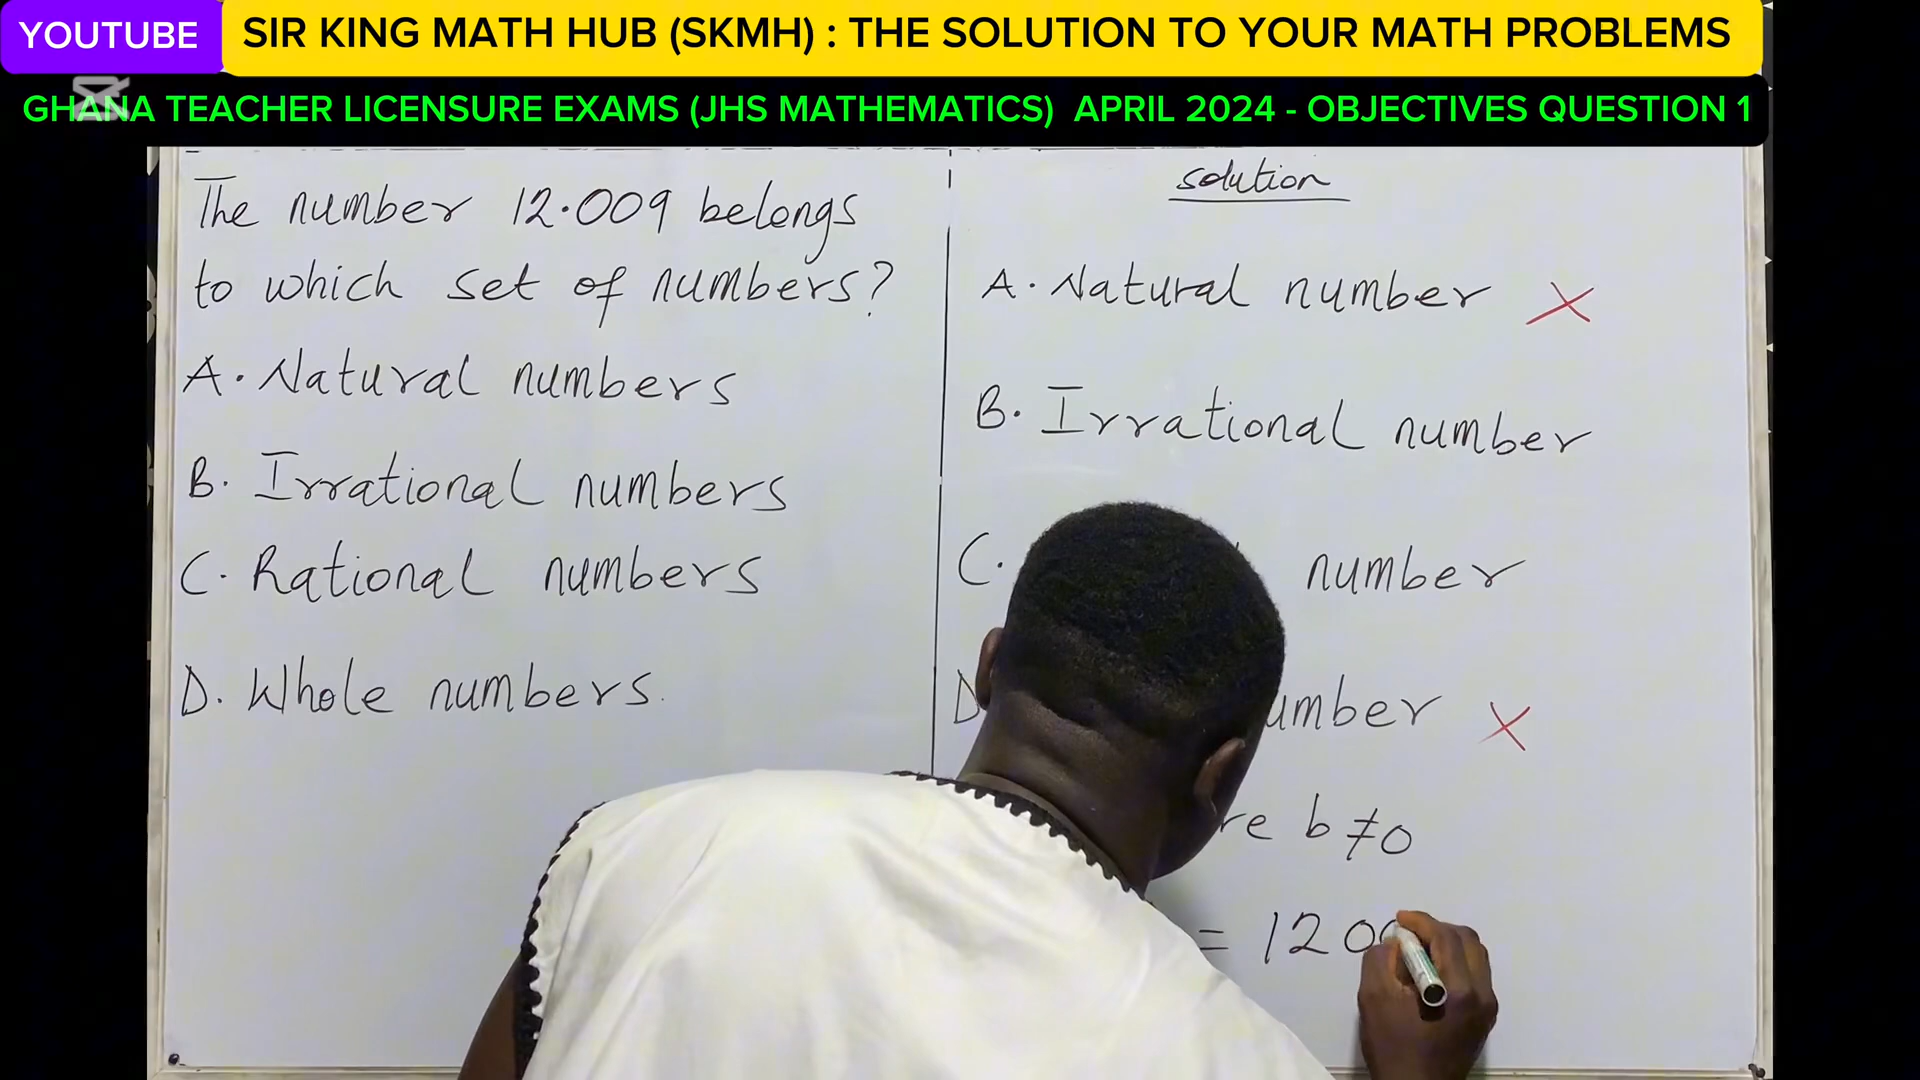 YOUTUBE
SIR KING MATH HUB (SKMH) : THE SOLUTION TO YOUR MATH PROBLEMS
GHANA TEACHER LICENSURE EXAMS (JHS MATHEMATICS) APRIL 2024 - OBJECTIVES QUESTION 1
The number 12.009 belongs
to which set of numbers?
A. Natural numbers
B. Irrational numbers
C. Rational numbers
D. Whole numbers.
solution
A. Natural number ✗
B. Irrational number
C. number
D ✗
b ≠ 0
= 120